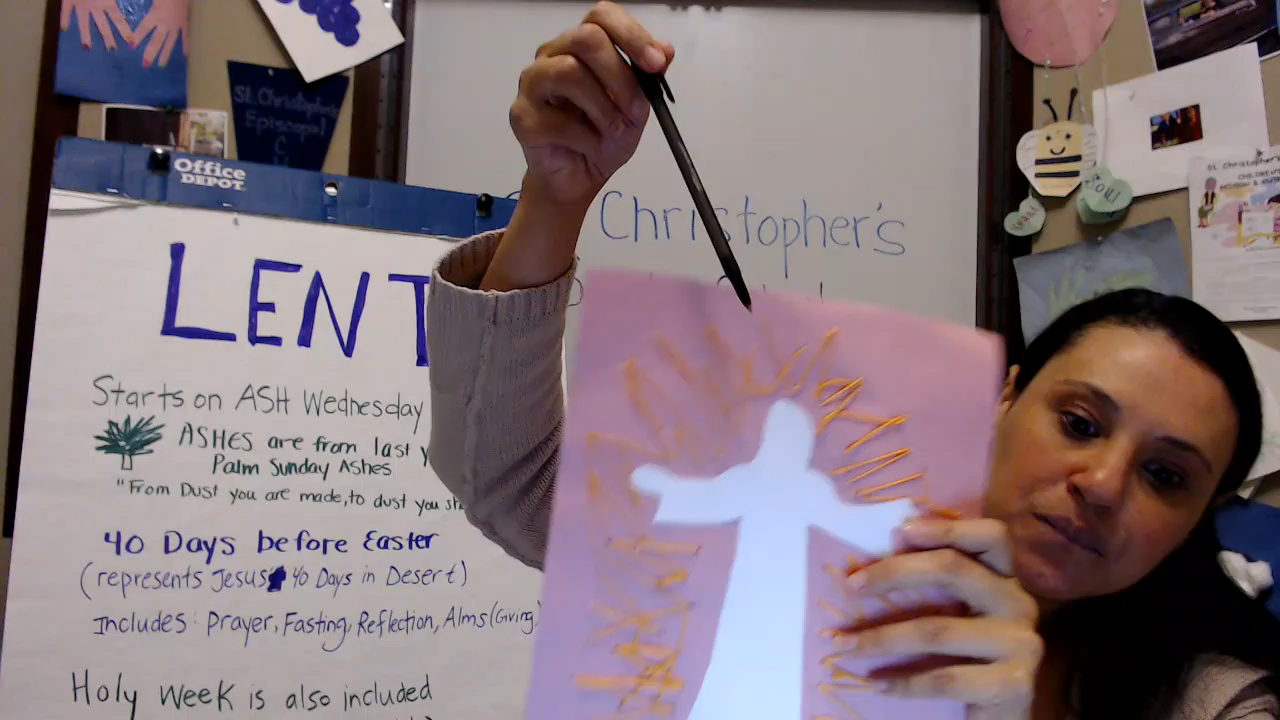 St. Christopher's
Episcopal
Office
DEPOT
Christopher's
LENT
Starts on ASH Wednesday
ASHES are from last
Palm Sunday Ashes
"From Dust you are made, to dust you
40 Days before Easter
(represents Jesus' 40 Days in Desert)
Includes: Prayer, Fasting, Reflection, Alms (Giving)
Holy Week is also included
St. Christopher's